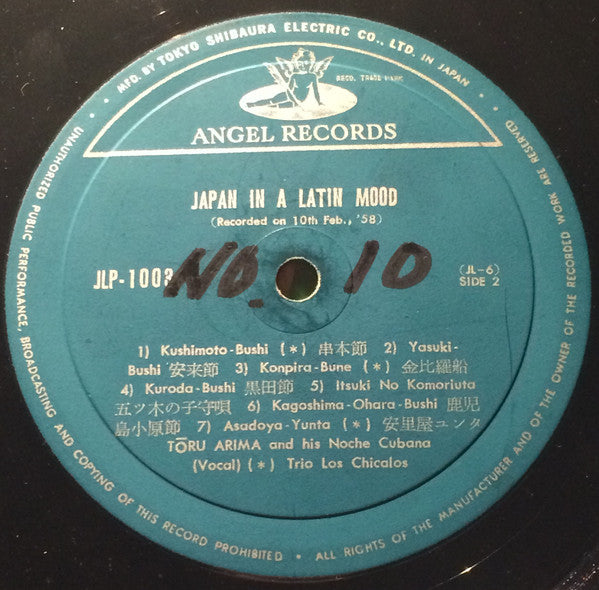 MFD. BY TOKYO SHIBAURA ELECTRIC CO., LTD. IN JAPAN •
RECD. TRADE MARK
ANGEL RECORDS
JAPAN IN A LATIN MOOD
(Recorded on 10th Feb., '58)
JLP-1003
NO. 10
(JL-6)
SIDE 2
1) Kushimoto-Bushi (*) 串本節 2) Yasuki-
Bushi 安来節 3) Konpira-Bune (*) 金比羅船
4) Kuroda-Bushi 黒田節 5) Itsuki No Komoriuta
五ツ木の子守唄 6) Kagoshima-Ohara-Bushi 鹿児
島小原節 7) Asadoya-Yunta (*) 安里屋ユンタ
TŌRU ARIMA and his Noche Cubana
(Vocal) (*) Trio Los Chicalos
• ALL RIGHTS OF THE MANUFACTURER AND OF THE OWNER OF THE RECORDED WORK ARE RESERVED •
UNAUTHORIZED PUBLIC PERFORMANCE, BROADCASTING AND COPYING OF THIS RECORD PROHIBITED